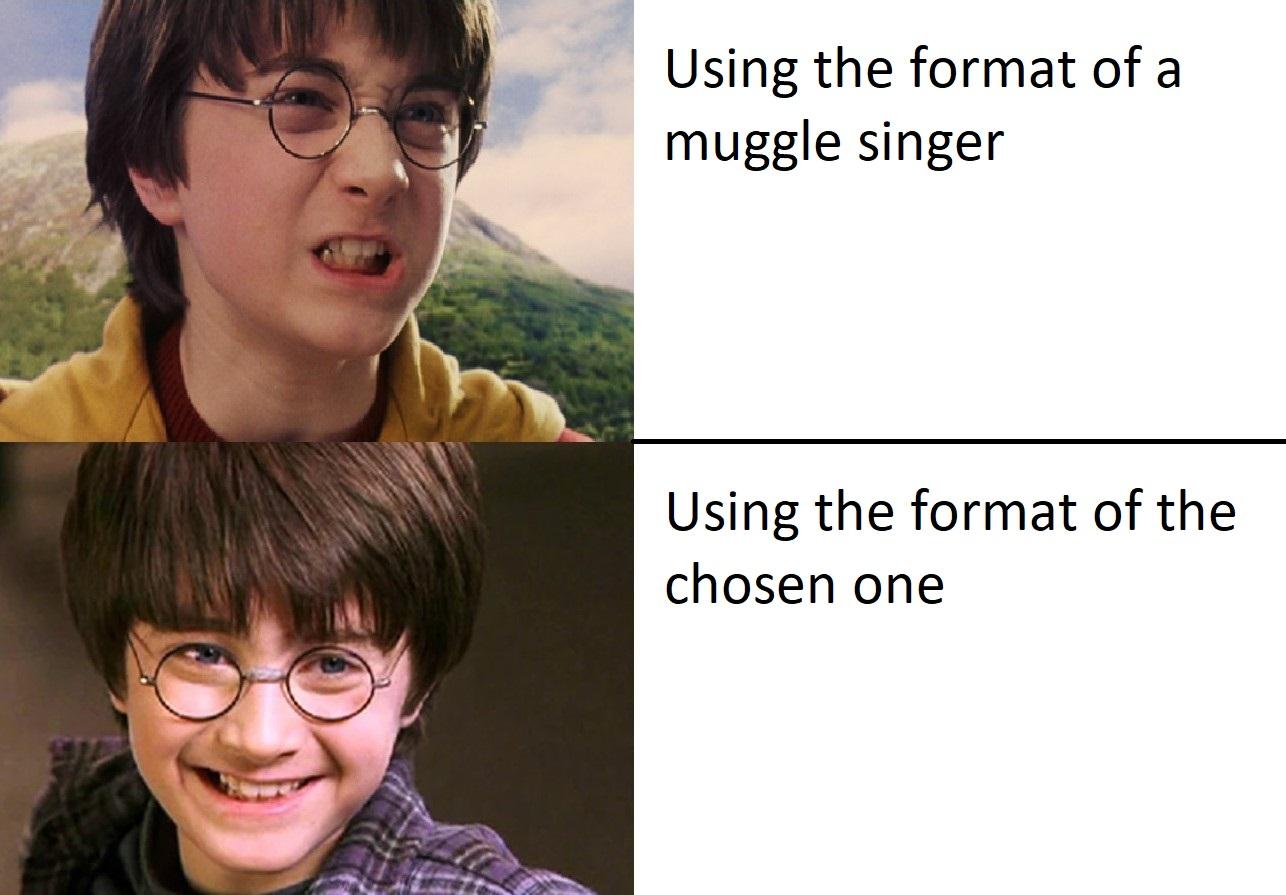 Using the format of a
muggle singer
Using the format of the
chosen one